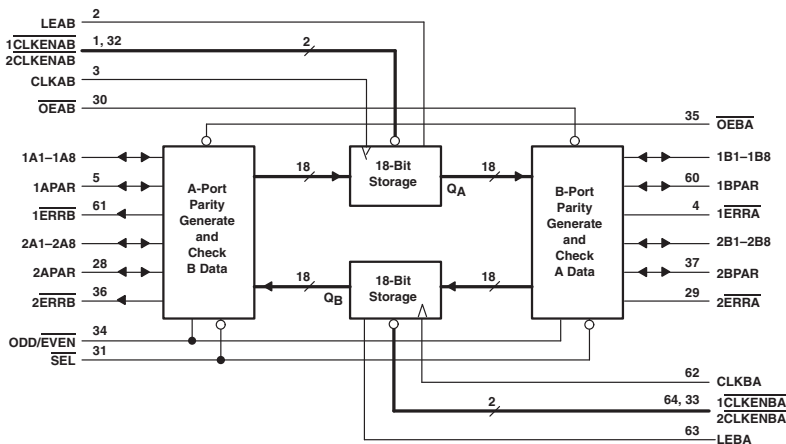 LEAB 2
1CLKENAB 1, 32 2
2CLKENAB
CLKAB 3
OEAB 30
35 OEBA
1A1–1A8
1APAR 5
1ERRB 61
2A1–2A8
2APAR 28
2ERRB 36
ODD/EVEN 34
SEL 31
A-Port
Parity
Generate
and
Check
B Data
18
18-Bit
Storage
QA
18
18
18-Bit
Storage
QB
18
B-Port
Parity
Generate
and
Check
A Data
1B1–1B8
60 1BPAR
4 1ERRA
2B1–2B8
37 2BPAR
29 2ERRA
62 CLKBA
2 64, 33 1CLKENBA
2CLKENBA
63 LEBA